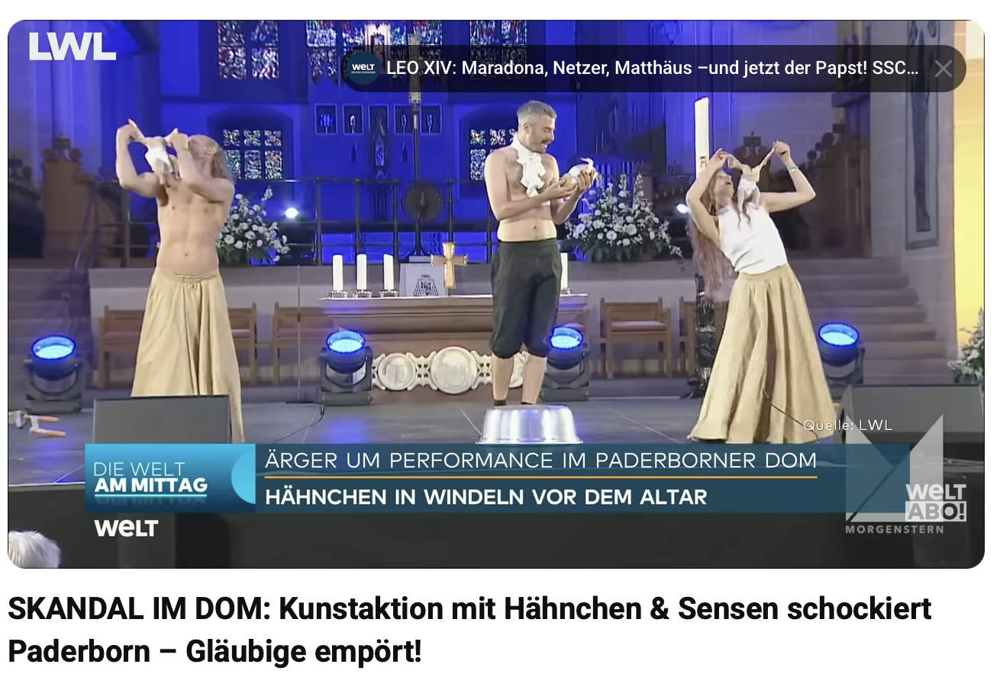 LWL
WELT
LEO XIV: Maradona, Netzer, Matthäus –und jetzt der Papst! SSC...
Quelle: LWL
DIE WELT
AM MITTAG
ÄRGER UM PERFORMANCE IM PADERBORNER DOM
HÄHNCHEN IN WINDELN VOR DEM ALTAR
WELT
ABO!
WELT
MORGENSTERN
SKANDAL IM DOM: Kunstaktion mit Hähnchen & Sensen schockiert
Paderborn – Gläubige empört!